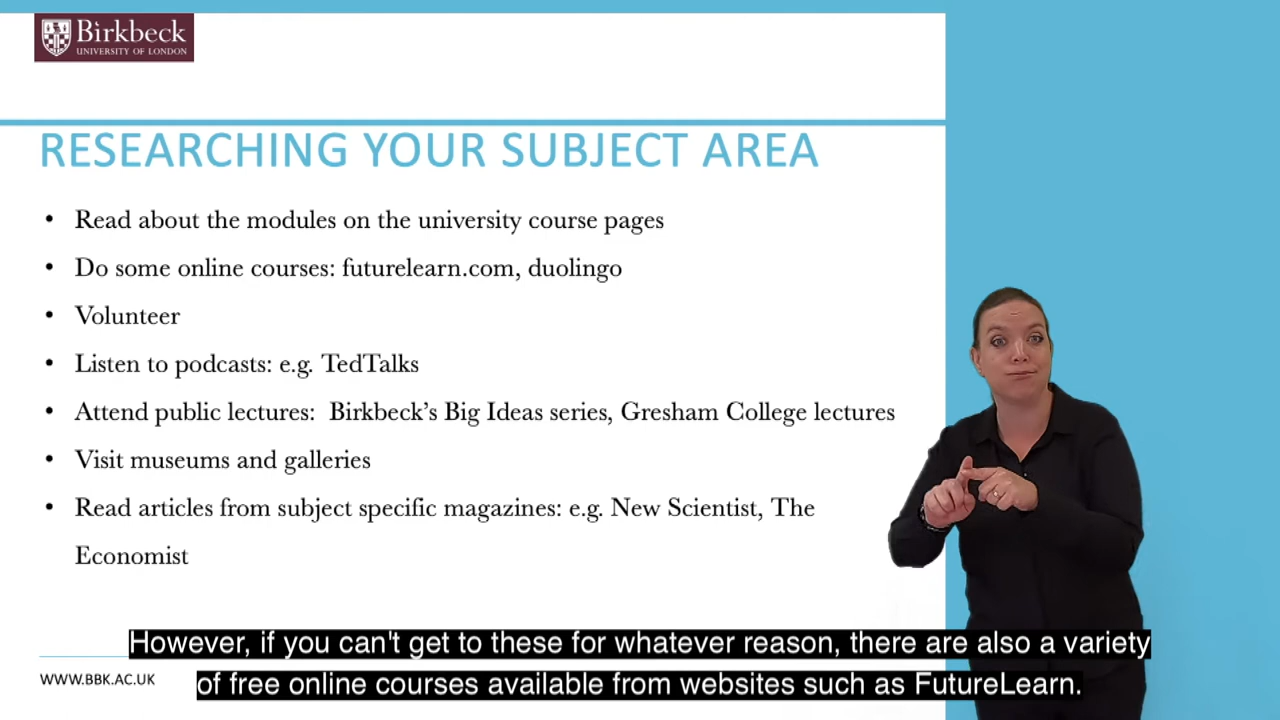 Birkbeck
UNIVERSITY OF LONDON
RESEARCHING YOUR SUBJECT AREA
• Read about the modules on the university course pages
• Do some online courses: futurelearn.com, duolingo
• Volunteer
• Listen to podcasts: e.g. TedTalks
• Attend public lectures:  Birkbeck’s Big Ideas series, Gresham College lectures
• Visit museums and galleries
• Read articles from subject specific magazines: e.g. New Scientist, The
Economist
However, if you can't get to these for whatever reason, there are also a variety
of free online courses available from websites such as FutureLearn.
WWW.BBK.AC.UK